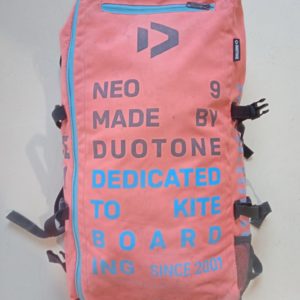 NEO 9
MADE BY
DUOTONE
DEDICATED
TO KITE
BOARD
ING SINCE 2001